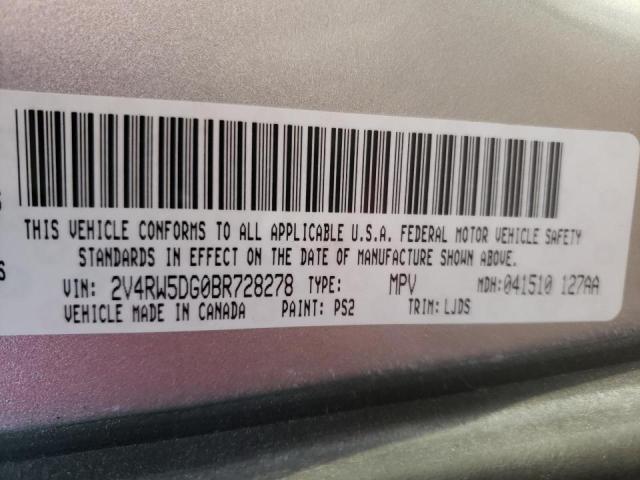 THIS VEHICLE CONFORMS TO ALL APPLICABLE U.S.A. FEDERAL MOTOR VEHICLE SAFETY
STANDARDS IN EFFECT ON THE DATE OF MANUFACTURE SHOWN ABOVE.
S
VIN: 2V4RW5DG0BR728278 TYPE: MPV MDH: 041510 127AA
VEHICLE MADE IN CANADA PAINT: PS2 TRIM: LJDS